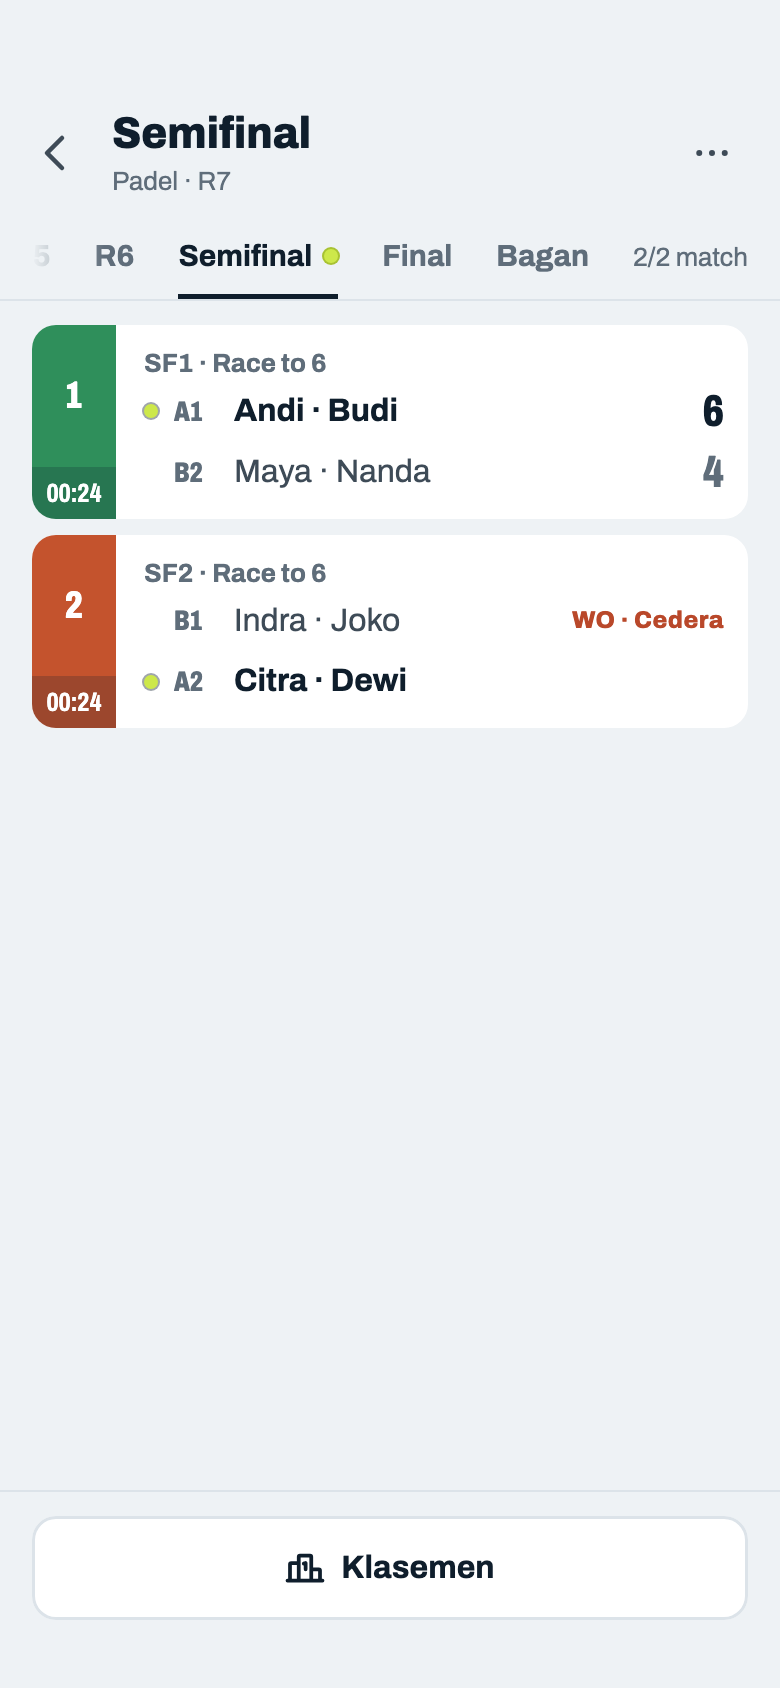 Semifinal
Padel · R7
5 R6 Semifinal Final Bagan 2/2 match
1
00:24
SF1 · Race to 6
A1 Andi · Budi 6
B2 Maya · Nanda 4
2
00:24
SF2 · Race to 6
B1 Indra · Joko WO · Cedera
A2 Citra · Dewi
Klasemen